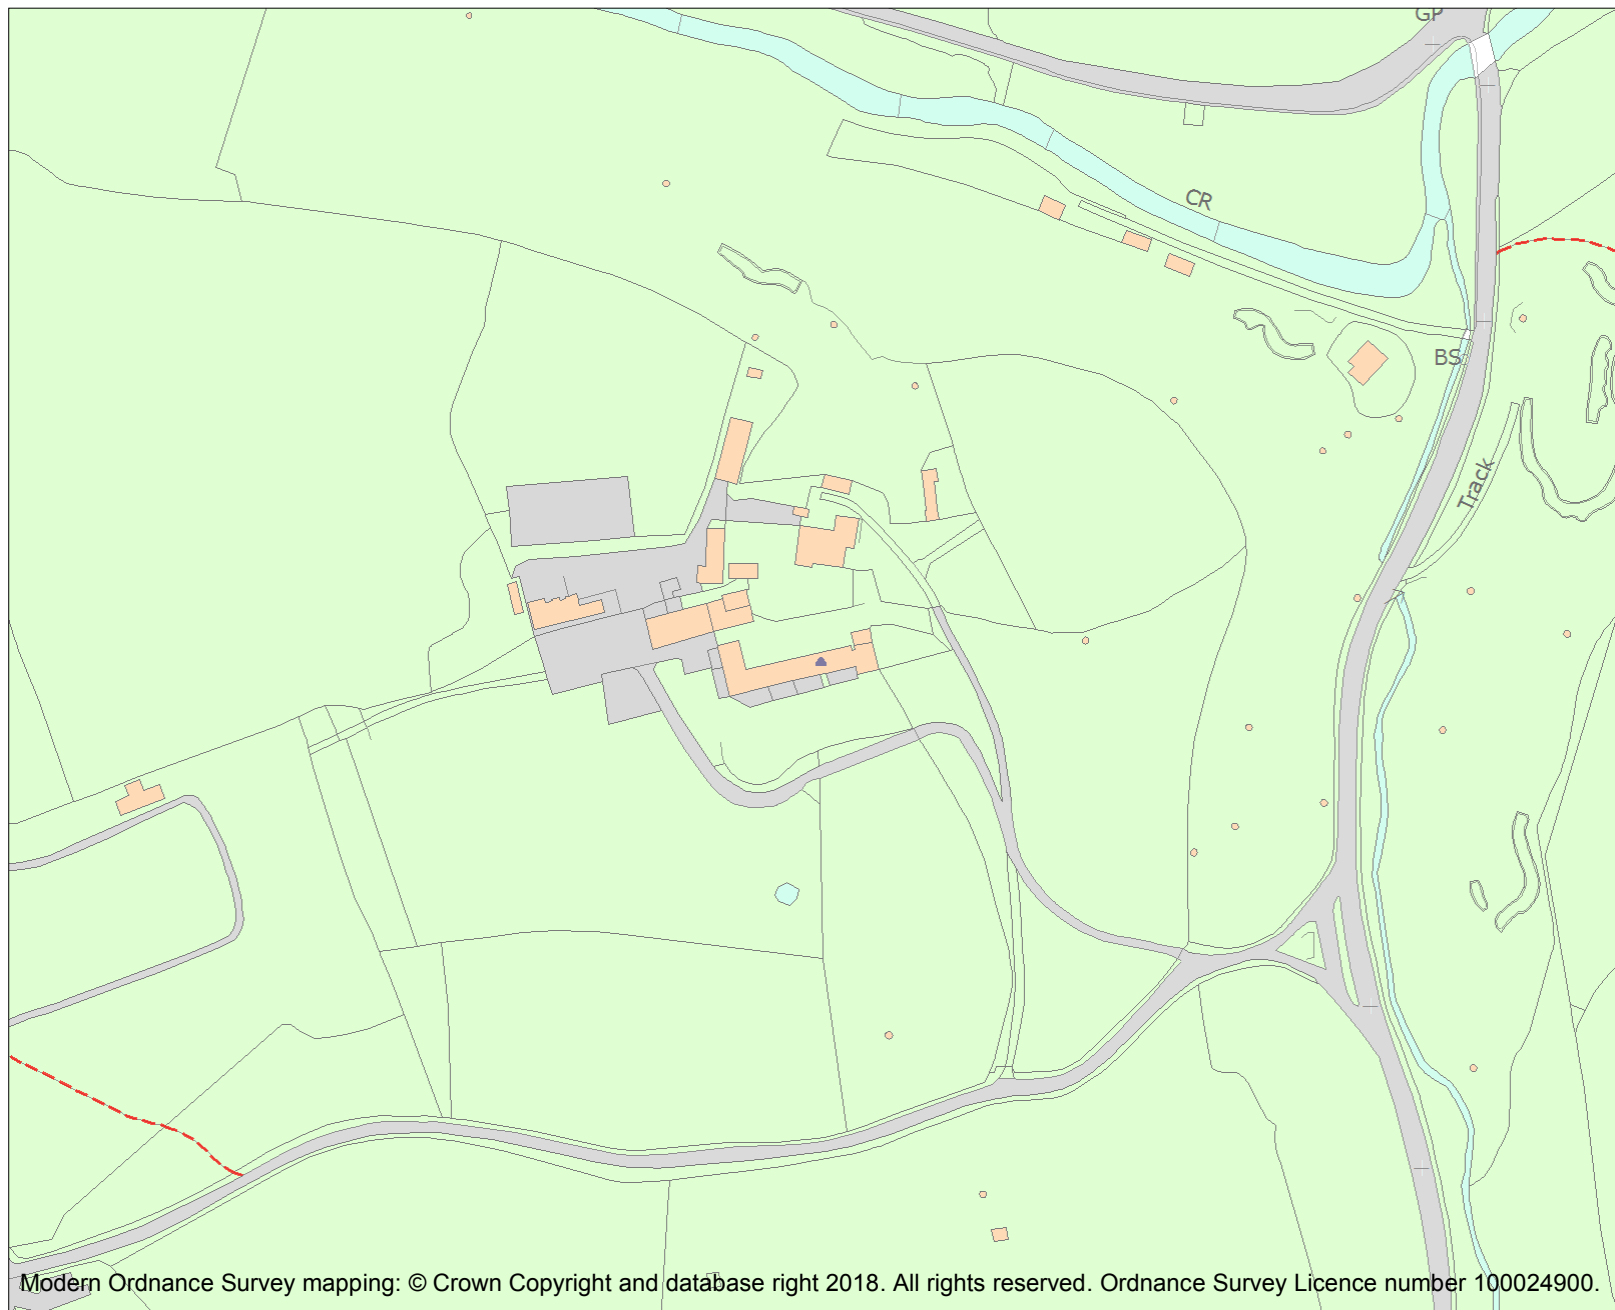 GP
CR
BS
Track
Modern Ordnance Survey mapping: © Crown Copyright and database right 2018. All rights reserved. Ordnance Survey Licence number 100024900.